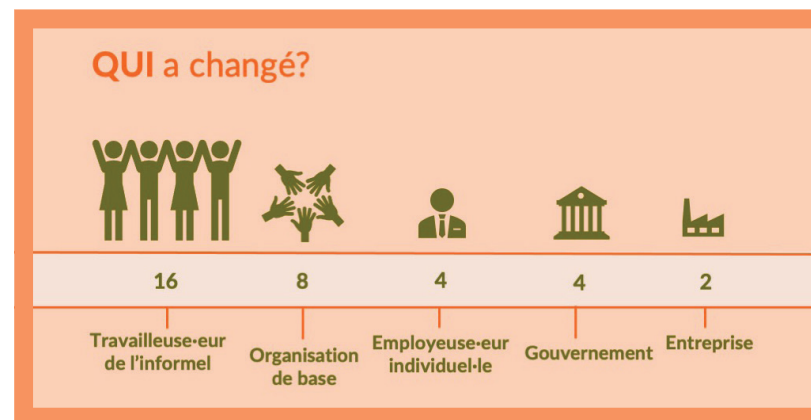 QUI a changé?
16
8
4
4
2
Travailleuse·eur
de l'informel
Organisation
de base
Employeuse·eur
individuel·le
Gouvernement
Entreprise